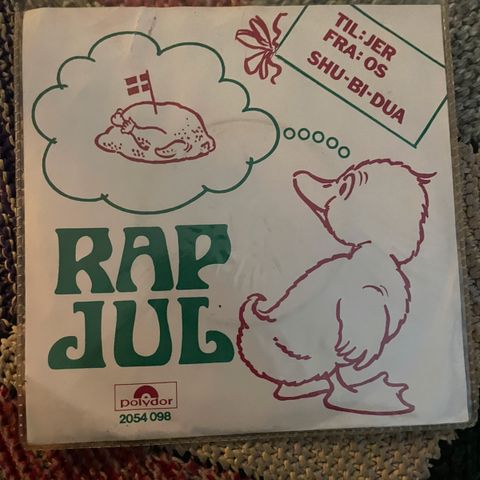 TIL:JER
FRA:OS
SHU-BI-DUA
RAP
JUL
polydor
2054 098